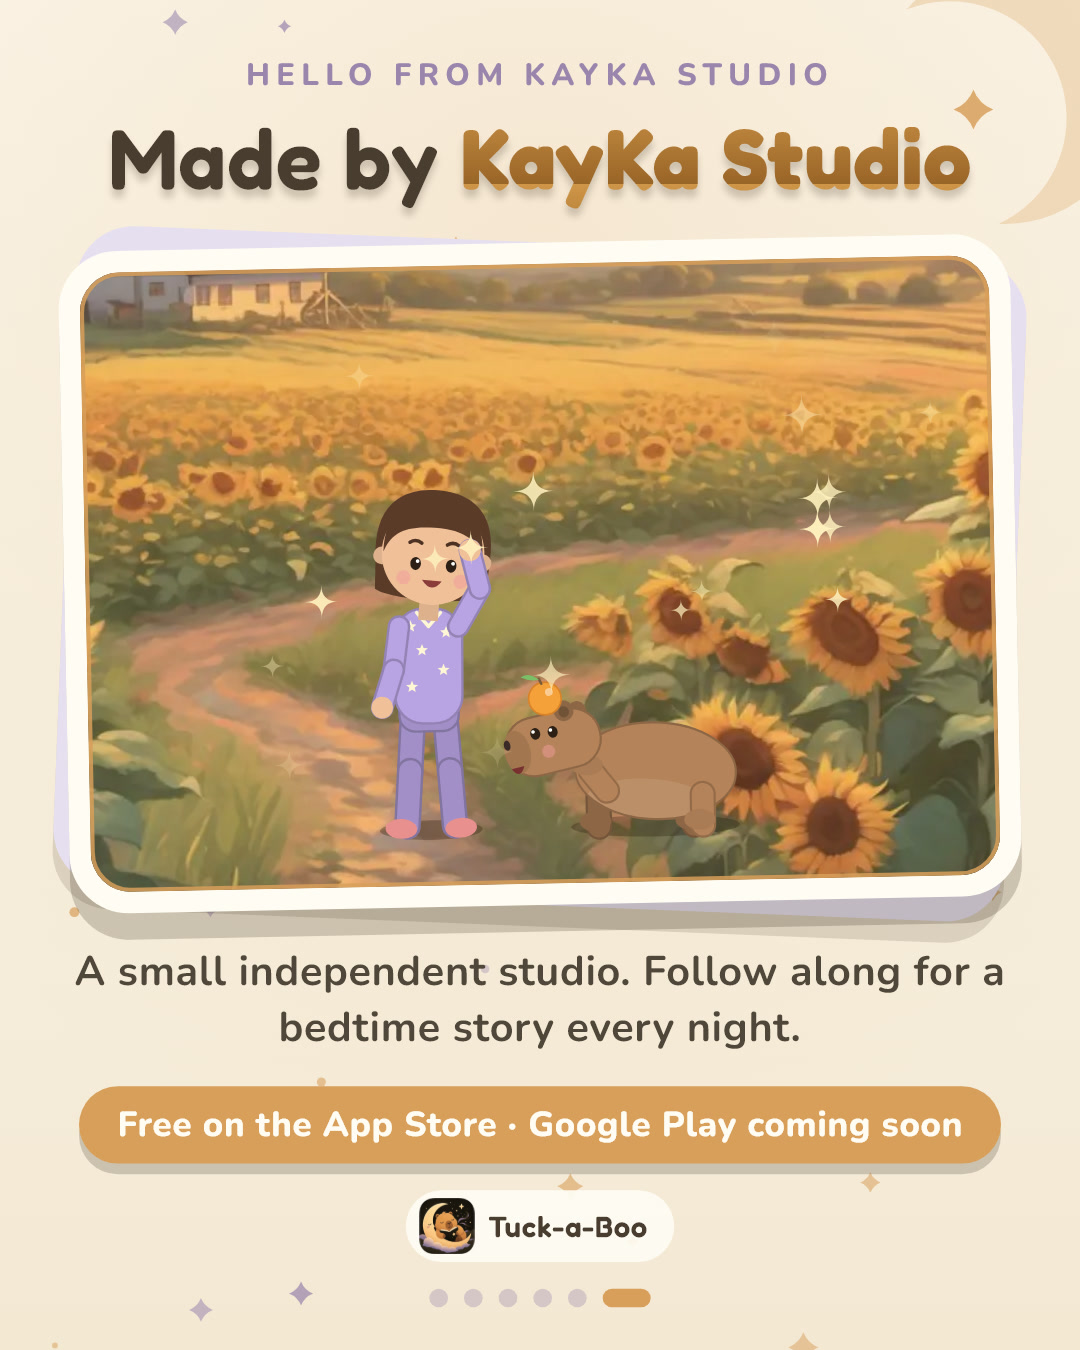 HELLO FROM KAYKA STUDIO
Made by KayKa Studio
A small independent studio. Follow along for a
bedtime story every night.
Free on the App Store · Google Play coming soon
Tuck-a-Boo